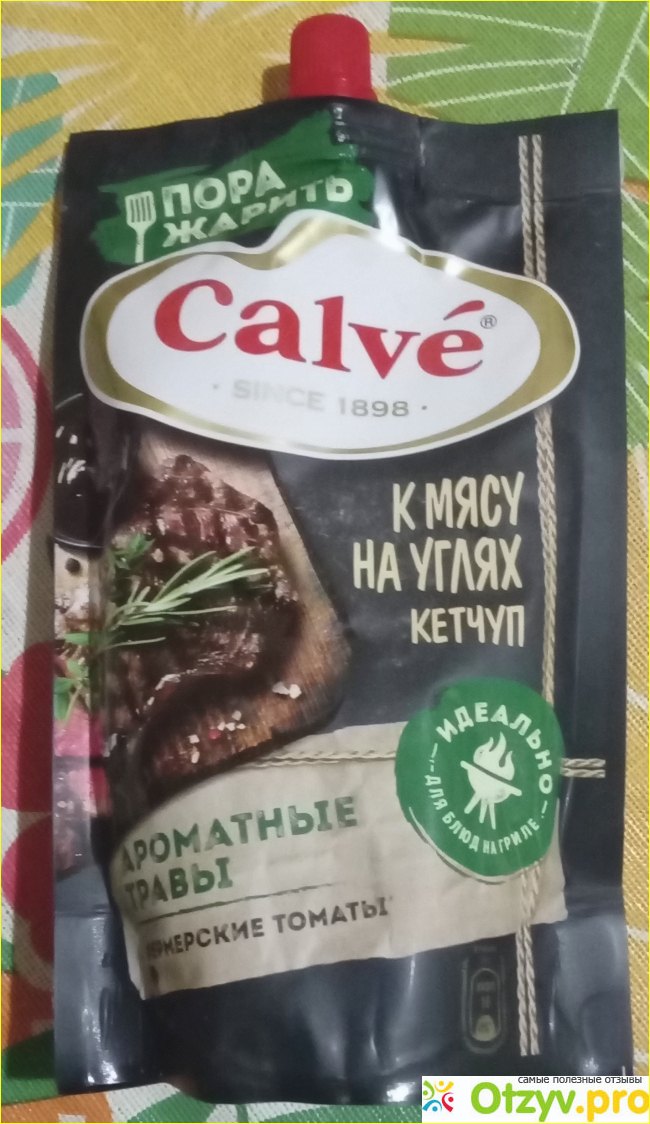 ПОРА
ЖАРИТЬ
Calvé®
· SINCE 1898 ·
К МЯСУ
НА УГЛЯХ
КЕТЧУП
ИДЕАЛЬНО
ДЛЯ БЛЮД НА ГРИЛЕ
АРОМАТНЫЕ
ТРАВЫ
ФЕРМЕРСКИЕ ТОМАТЫ
самые полезные отзывы
Otzyv.pro